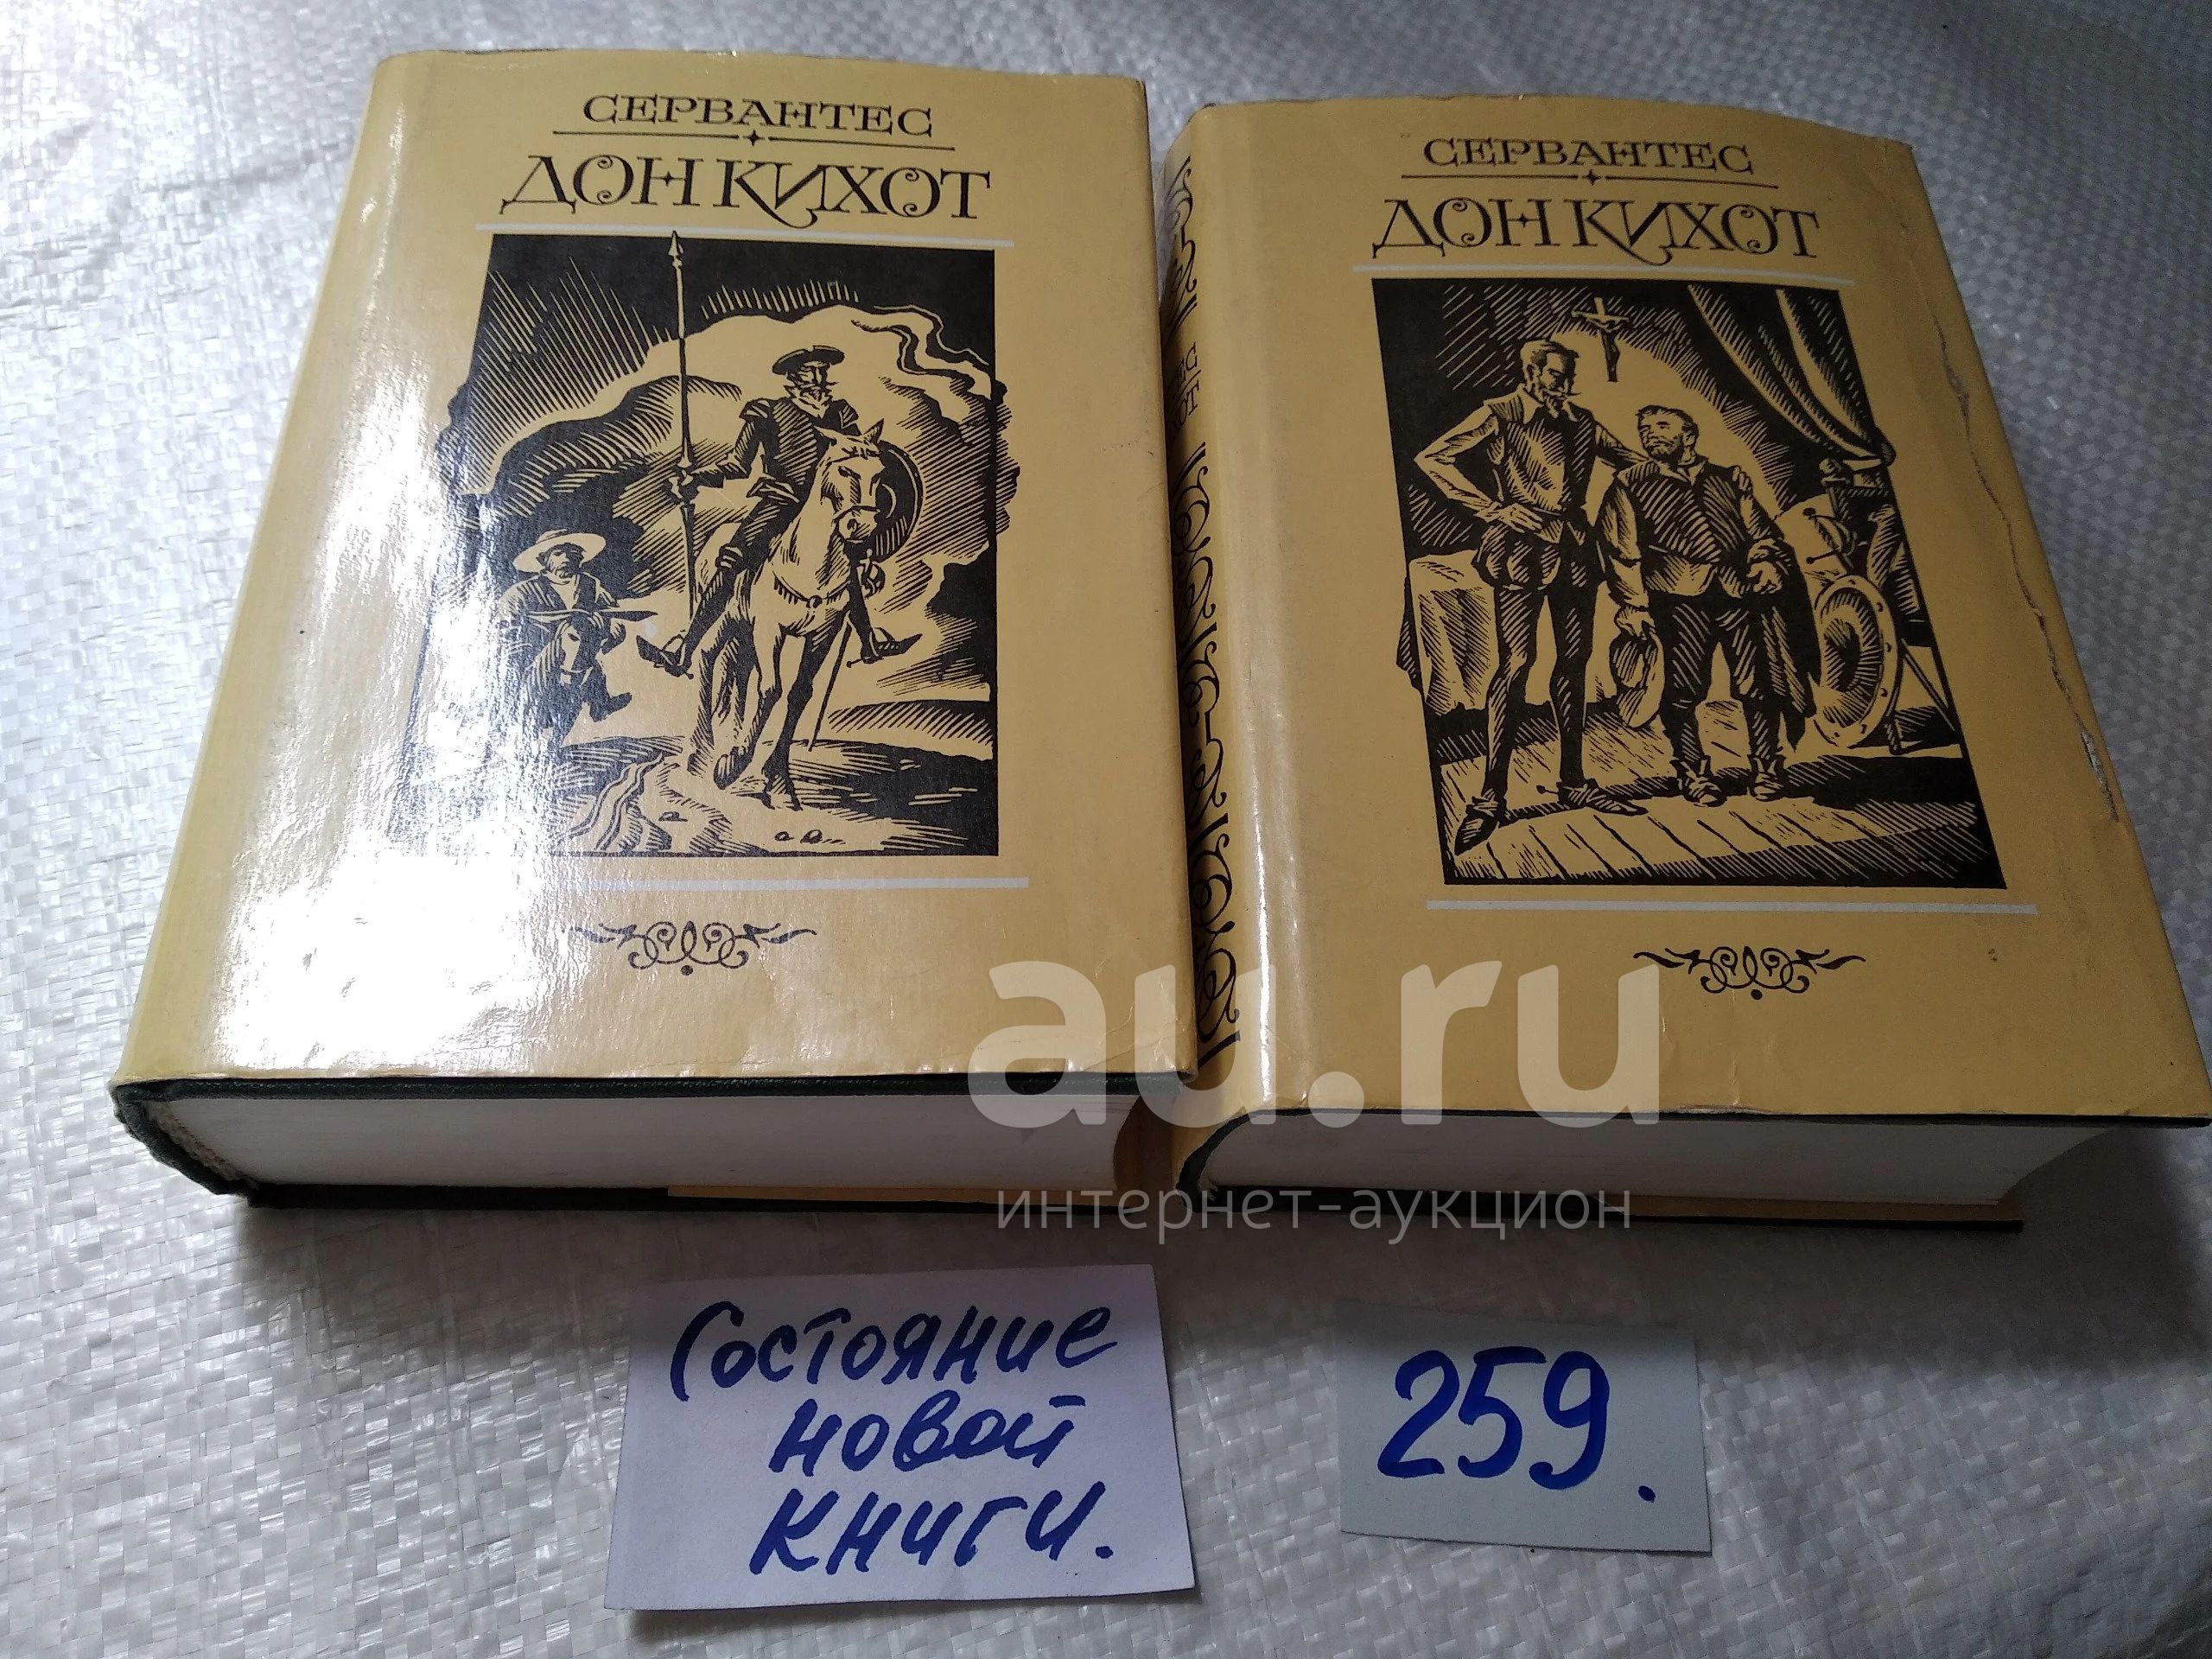 СЕРВАНТЕС
ДОН КИХОТ
СЕРВАНТЕС
ДОН КИХОТ
au.ru
интернет-аукцион
Состояние
новой
книги.
259.